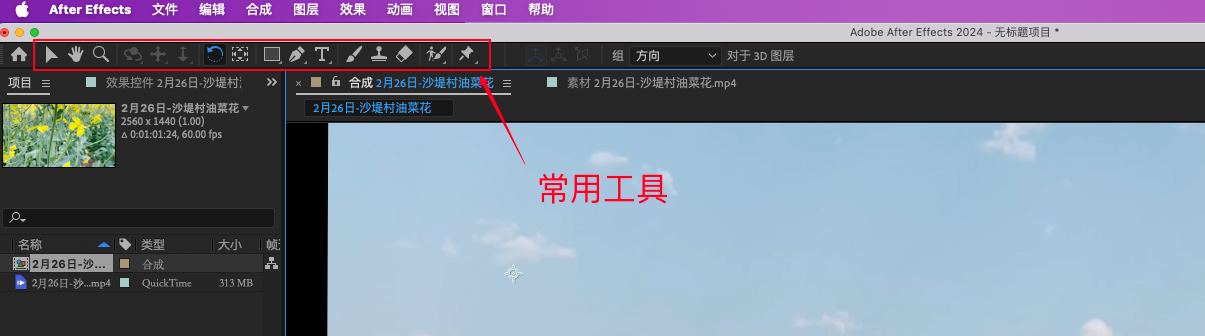 After Effects 文件 编辑 合成 图层 效果 动画 视图 窗口 帮助
Adobe After Effects 2024 - 无标题项目 *
组 方向 对于 3D 图层
项目 效果控件 2月26日-沙堤村 合成 2月26日-沙堤村油菜花 素材 2月26日-沙堤村油菜花.mp4
2月26日-沙堤村油菜花
2560 x 1440 (1.00)
Δ 0:01:01:24, 60.00 fps
2月26日-沙堤村油菜花
常用工具
名称 类型 大小 帧
2月26日-沙... 合成
2月26日-沙...mp4 QuickTime 313 MB